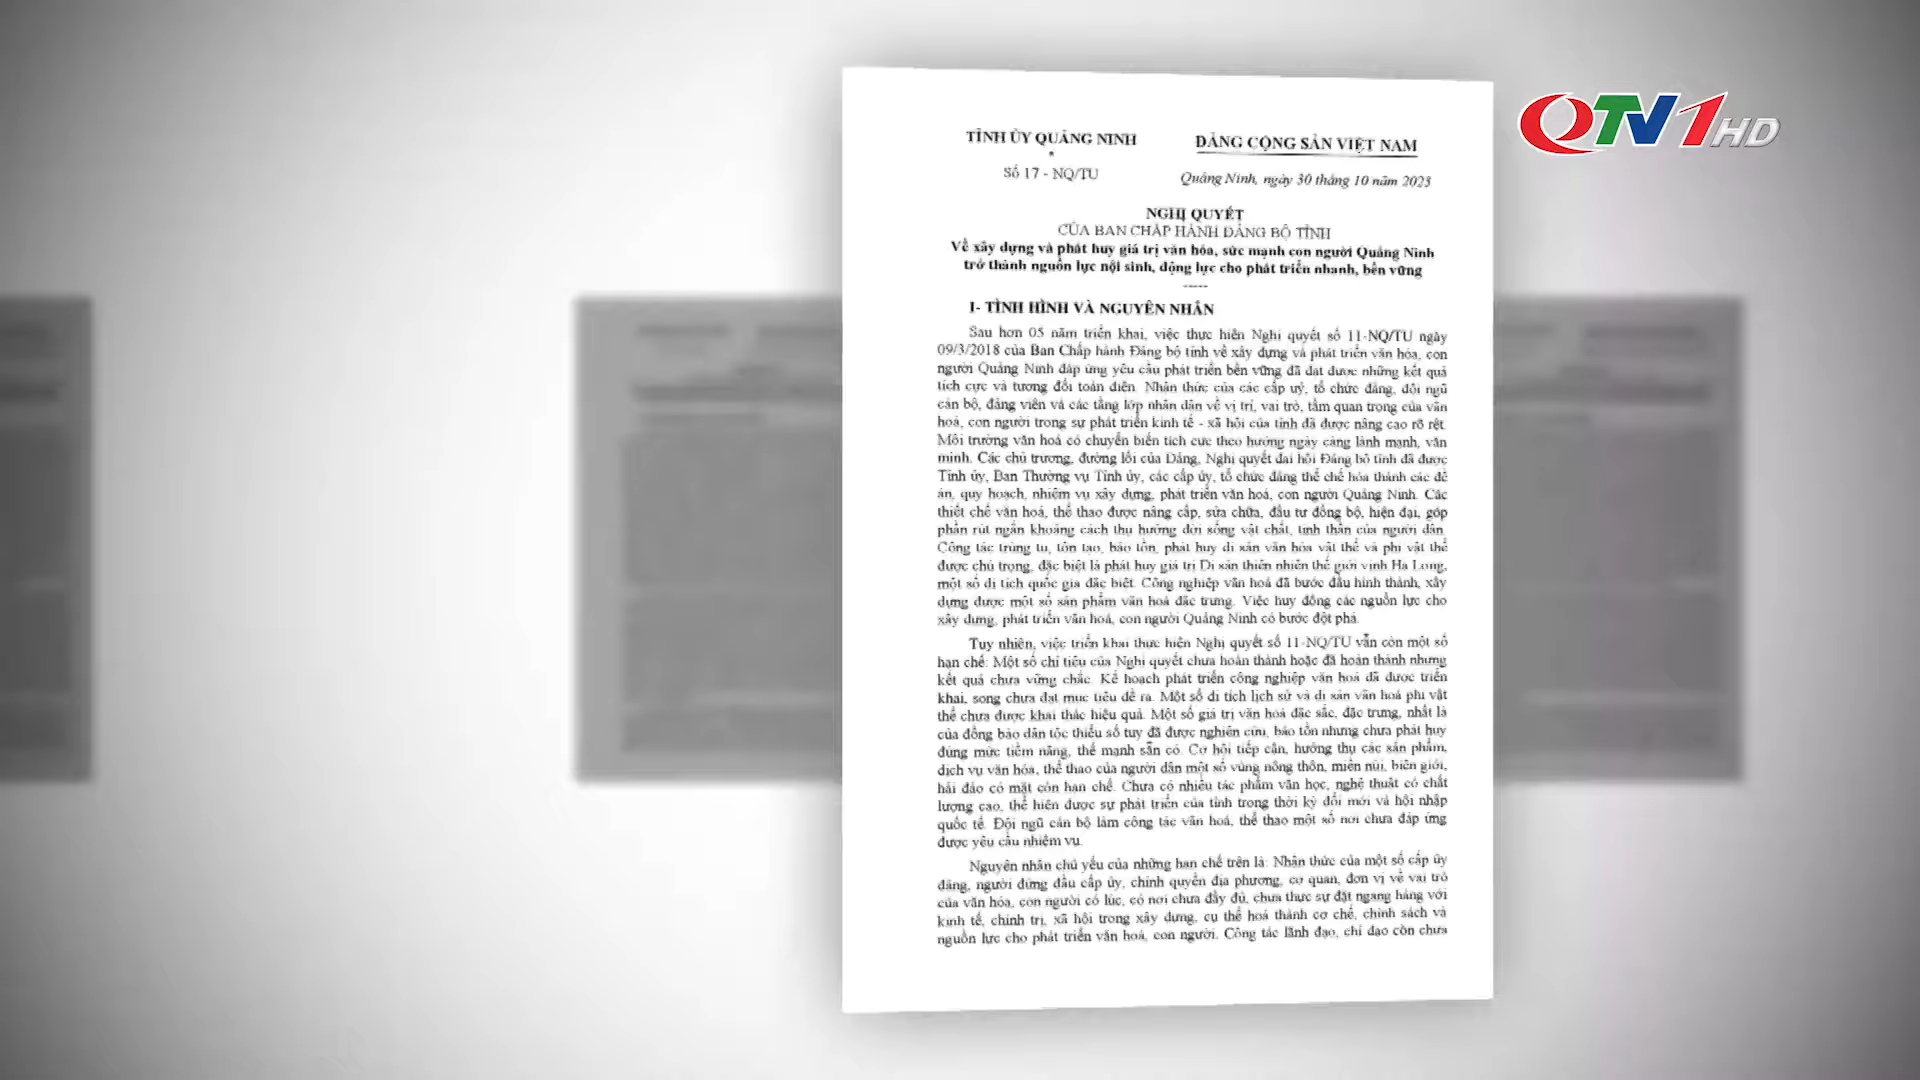 TỈNH ỦY QUẢNG NINH
*
Số 17 - NQ/TU
ĐẢNG CỘNG SẢN VIỆT NAM
Quảng Ninh, ngày 30 tháng 10 năm 2023
QTV1HD
NGHỊ QUYẾT
CỦA BAN CHẤP HÀNH ĐẢNG BỘ TỈNH
Về xây dựng và phát huy giá trị văn hóa, sức mạnh con người Quảng Ninh
trở thành nguồn lực nội sinh, động lực cho phát triển nhanh, bền vững
-----
I- TÌNH HÌNH VÀ NGUYÊN NHÂN
Sau hơn 05 năm triển khai, việc thực hiện Nghị quyết số 11-NQ/TU ngày
09/3/2018 của Ban Chấp hành Đảng bộ tỉnh về xây dựng và phát triển văn hóa, con
người Quảng Ninh đáp ứng yêu cầu phát triển bền vững đã đạt được những kết quả
tích cực và tương đối toàn diện. Nhận thức của các cấp uỷ, tổ chức đảng, đội ngũ
cán bộ, đảng viên và các tầng lớp nhân dân về vị trí, vai trò, tầm quan trọng của văn
hoá, con người trong sự phát triển kinh tế - xã hội của tỉnh đã được nâng cao rõ rệt.
Môi trường văn hoá có chuyển biến tích cực theo hướng ngày càng lành mạnh, văn
minh. Các chủ trương, đường lối của Đảng, Nghị quyết đại hội Đảng bộ tỉnh đã được
Tỉnh ủy, Ban Thường vụ Tỉnh ủy, các cấp ủy, tổ chức đảng thể chế hóa thành các đề
án, quy hoạch, nhiệm vụ xây dựng, phát triển văn hoá, con người Quảng Ninh. Các
thiết chế văn hoá, thể thao được nâng cấp, sửa chữa, đầu tư đồng bộ, hiện đại, góp
phần rút ngắn khoảng cách thụ hưởng đời sống vật chất, tinh thần của người dân.
Công tác trùng tu, tôn tạo, bảo tồn, phát huy di sản văn hóa vật thể và phi vật thể
được chú trọng, đặc biệt là phát huy giá trị Di sản thiên nhiên thế giới vịnh Hạ Long,
một số di tích quốc gia đặc biệt. Công nghiệp văn hoá đã bước đầu hình thành, xây
dựng được một số sản phẩm văn hoá đặc trưng. Việc huy động các nguồn lực cho
xây dựng, phát triển văn hoá, con người Quảng Ninh có bước đột phá.
Tuy nhiên, việc triển khai thực hiện Nghị quyết số 11-NQ/TU vẫn còn một số
hạn chế: Một số chỉ tiêu của Nghị quyết chưa hoàn thành hoặc đã hoàn thành nhưng
kết quả chưa vững chắc. Kế hoạch phát triển công nghiệp văn hoá đã được triển
khai, song chưa đạt mục tiêu đề ra. Một số di tích lịch sử và di sản văn hoá phi vật
thể chưa được khai thác hiệu quả. Một số giá trị văn hoá đặc sắc, đặc trưng, nhất là
của đồng bào dân tộc thiểu số tuy đã được nghiên cứu, bảo tồn nhưng chưa phát huy
đúng mức tiềm năng, thế mạnh sẵn có. Cơ hội tiếp cận, hưởng thụ các sản phẩm,
dịch vụ văn hóa, thể thao của người dân một số vùng nông thôn, miền núi, biên giới,
hải đảo có mặt còn hạn chế. Chưa có nhiều tác phẩm văn học, nghệ thuật có chất
lượng cao, thể hiện được sự phát triển của tỉnh trong thời kỳ đổi mới và hội nhập
quốc tế. Đội ngũ cán bộ làm công tác văn hoá, thể thao một số nơi chưa đáp ứng
được yêu cầu nhiệm vụ.
Nguyên nhân chủ yếu của những hạn chế trên là: Nhận thức của một số cấp ủy
đảng, người đứng đầu cấp ủy, chính quyền địa phương, cơ quan, đơn vị về vai trò
của văn hóa, con người có lúc, có nơi chưa đầy đủ, chưa thực sự đặt ngang hàng với
kinh tế, chính trị, xã hội trong xây dựng, cụ thể hoá thành cơ chế, chính sách và
nguồn lực cho phát triển văn hoá, con người. Công tác lãnh đạo, chỉ đạo còn chưa